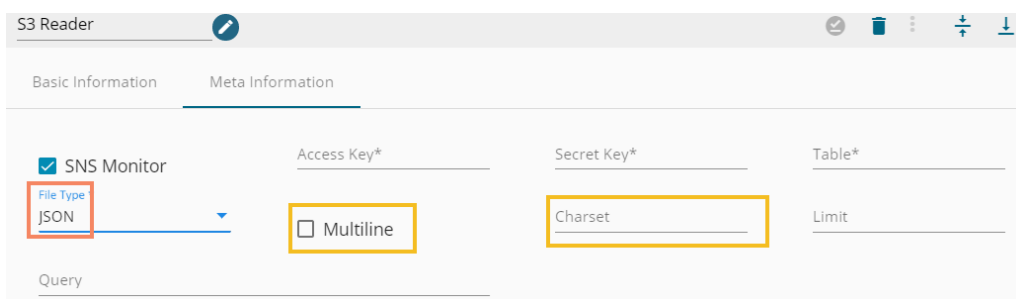 S3 Reader
Basic Information Meta Information
SNS Monitor Access Key* Secret Key* Table*
File Type *
JSON Multiline Charset Limit
Query